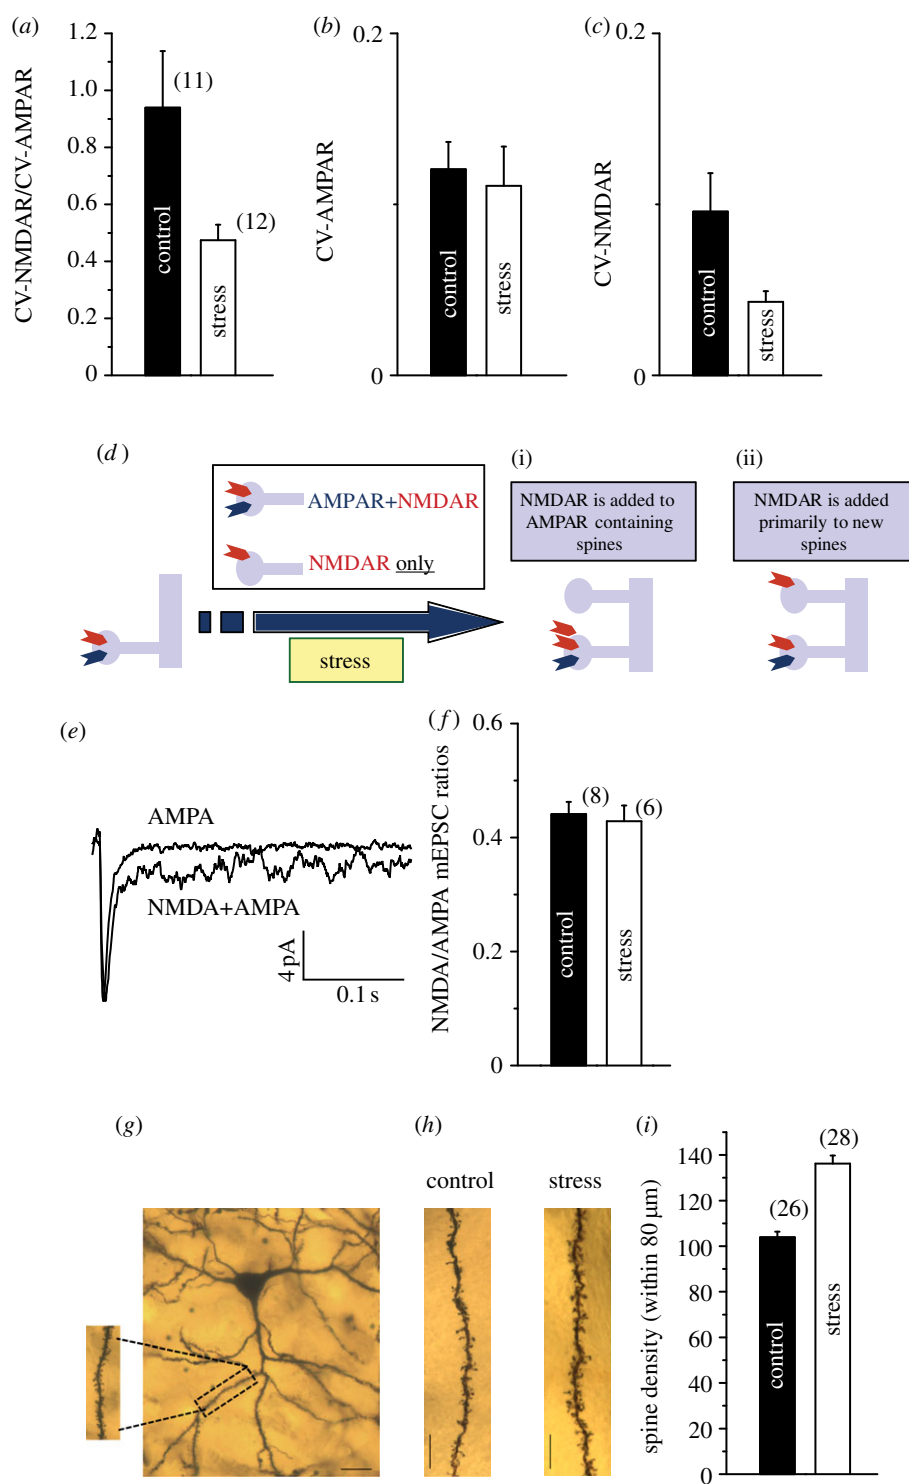 (a)
1.2
1.0
0.8
0.6
0.4
0.2
0
CV-NMDAR/CV-AMPAR
control
(11)
stress
(12)
(b)
0.2
0
CV-AMPAR
control
stress
(c)
0.2
0
CV-NMDAR
control
stress
(d)
AMPAR+NMDAR
NMDAR only
stress
(i)
NMDAR is added to
AMPAR containing
spines
(ii)
NMDAR is added
primarily to new
spines
(e)
AMPA
NMDA+AMPA
4 pA
0.1 s
(f)
0.6
0.4
0.2
0
NMDA/AMPA mEPSC ratios
control
(8)
stress
(6)
(g)
(h)
control
stress
(i)
140
120
100
80
60
40
20
0
spine density (within 80 μm)
control
(26)
stress
(28)